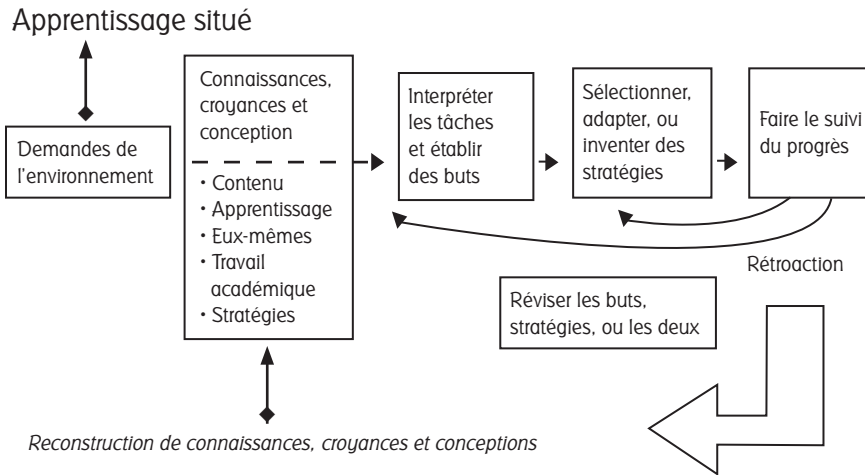 Apprentissage situé
Demandes de
l'environnement
Connaissances,
croyances et
conception
• Contenu
• Apprentissage
• Eux-mêmes
• Travail
académique
• Stratégies
Interpréter
les tâches
et établir
des buts
Sélectionner,
adapter, ou
inventer des
stratégies
Faire le suivi
du progrès
Rétroaction
Réviser les buts,
stratégies, ou les deux
Reconstruction de connaissances, croyances et conceptions